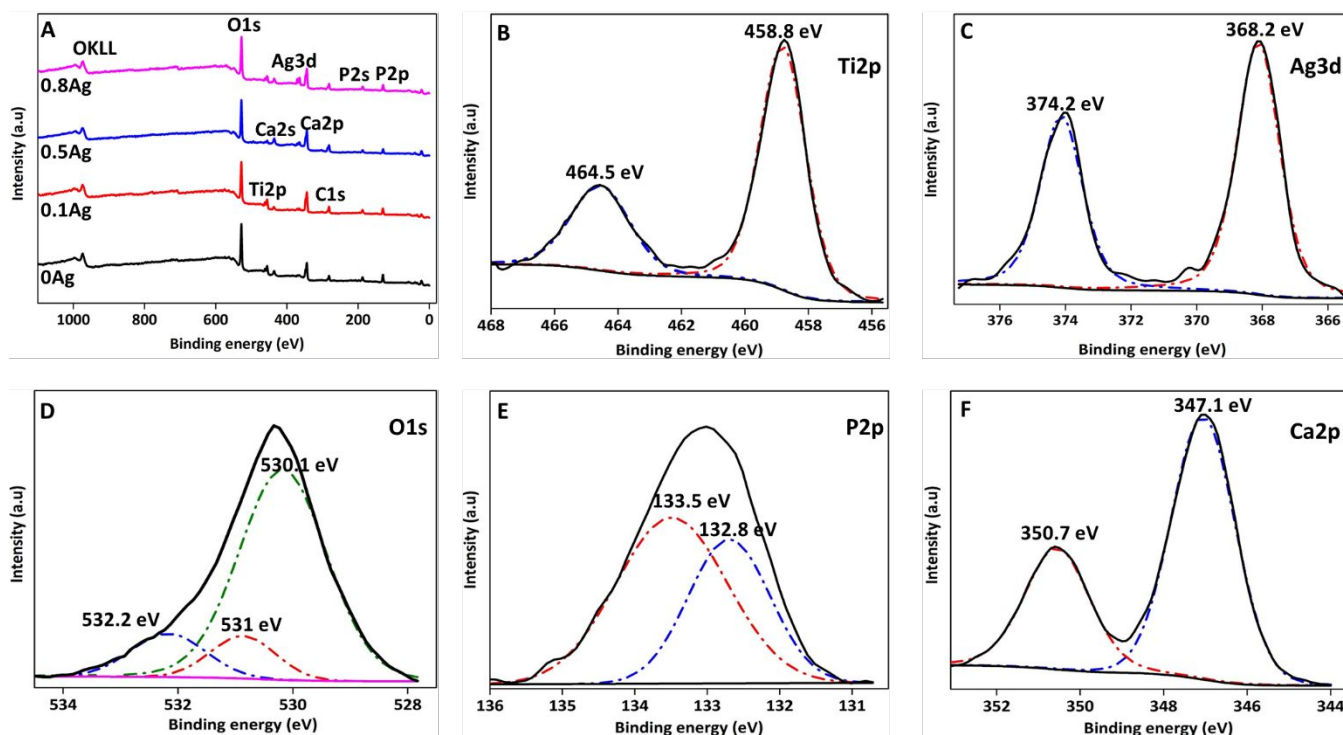 A
O1s
OKLL
Ag3d
P2s P2p
0.8Ag
Ca2s Ca2p
0.5Ag
Ti2p
C1s
0.1Ag
0Ag
Intensity (a.u)
1000 800 600 400 200 0
Binding energy (eV)
B
458.8 eV
Ti2p
464.5 eV
Intensity (a.u)
468 466 464 462 460 458 456
Binding energy (eV)
C
368.2 eV
Ag3d
374.2 eV
Intensity (a.u)
376 374 372 370 368 366
Binding energy (eV)
D
O1s
530.1 eV
532.2 eV
531 eV
Intensity (a.u)
534 532 530 528
Binding energy (eV)
E
P2p
133.5 eV
132.8 eV
Intensity (a.u)
136 135 134 133 132 131
Binding energy (eV)
F
347.1 eV
Ca2p
350.7 eV
Intensity (a.u)
352 350 348 346 344
Binding energy (eV)